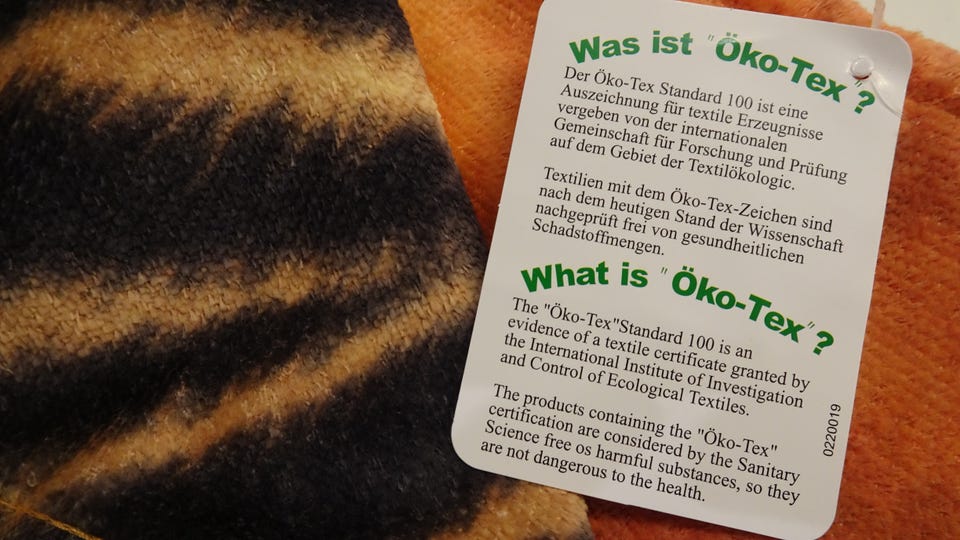 Was ist "Öko-Tex"?
Der Öko-Tex Standard 100 ist eine
Auszeichnung für textile Erzeugnisse
vergeben von der internationalen
Gemeinschaft für Forschung und Prüfung
auf dem Gebiet der Textilökologic.
Textilien mit dem Öko-Tex-Zeichen sind
nach dem heutigen Stand der Wissenschaft
nachgeprüft frei von gesundheitlichen
Schadstoffmengen.
What is "Öko-Tex"?
The "Öko-Tex"Standard 100 is an
evidence of a textile certificate granted by
the International Institute of Investigation
and Control of Ecological Textiles.
The products containing the "Öko-Tex"
certification are considered by the Sanitary
Science free os harmful substances, so they
are not dangerous to the health.
0220019